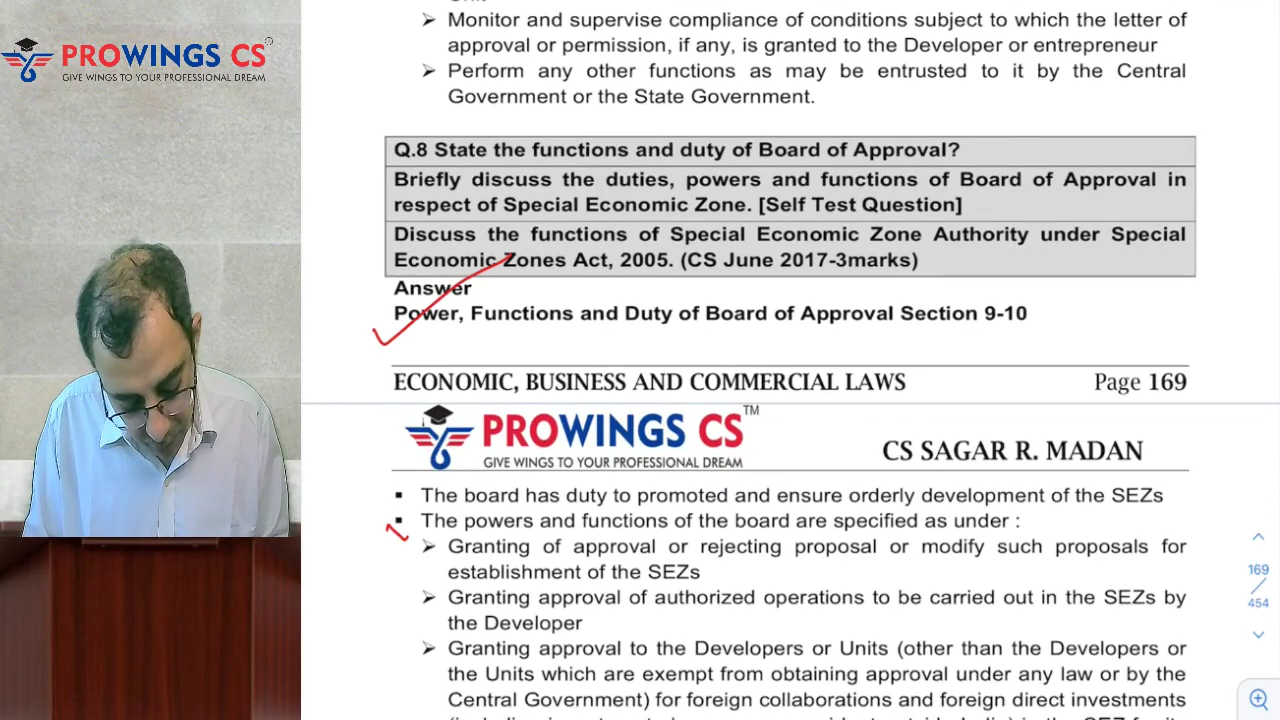 PROWINGS CS
GIVE WINGS TO YOUR PROFESSIONAL DREAM
➢ Monitor and supervise compliance of conditions subject to which the letter of
approval or permission, if any, is granted to the Developer or entrepreneur
➢ Perform any other functions as may be entrusted to it by the Central
Government or the State Government.
Q.8 State the functions and duty of Board of Approval?
Briefly discuss the duties, powers and functions of Board of Approval in
respect of Special Economic Zone. [Self Test Question]
Discuss the functions of Special Economic Zone Authority under Special
Economic Zones Act, 2005. (CS June 2017-3marks)
Answer
Power, Functions and Duty of Board of Approval Section 9-10
ECONOMIC, BUSINESS AND COMMERCIAL LAWS Page 169
PROWINGS CS TM
GIVE WINGS TO YOUR PROFESSIONAL DREAM
CS SAGAR R. MADAN
▪ The board has duty to promoted and ensure orderly development of the SEZs
▪ The powers and functions of the board are specified as under :
➢ Granting of approval or rejecting proposal or modify such proposals for
establishment of the SEZs
➢ Granting approval of authorized operations to be carried out in the SEZs by
the Developer
➢ Granting approval to the Developers or Units (other than the Developers or
the Units which are exempt from obtaining approval under any law or by the
Central Government) for foreign collaborations and foreign direct investments
169
454